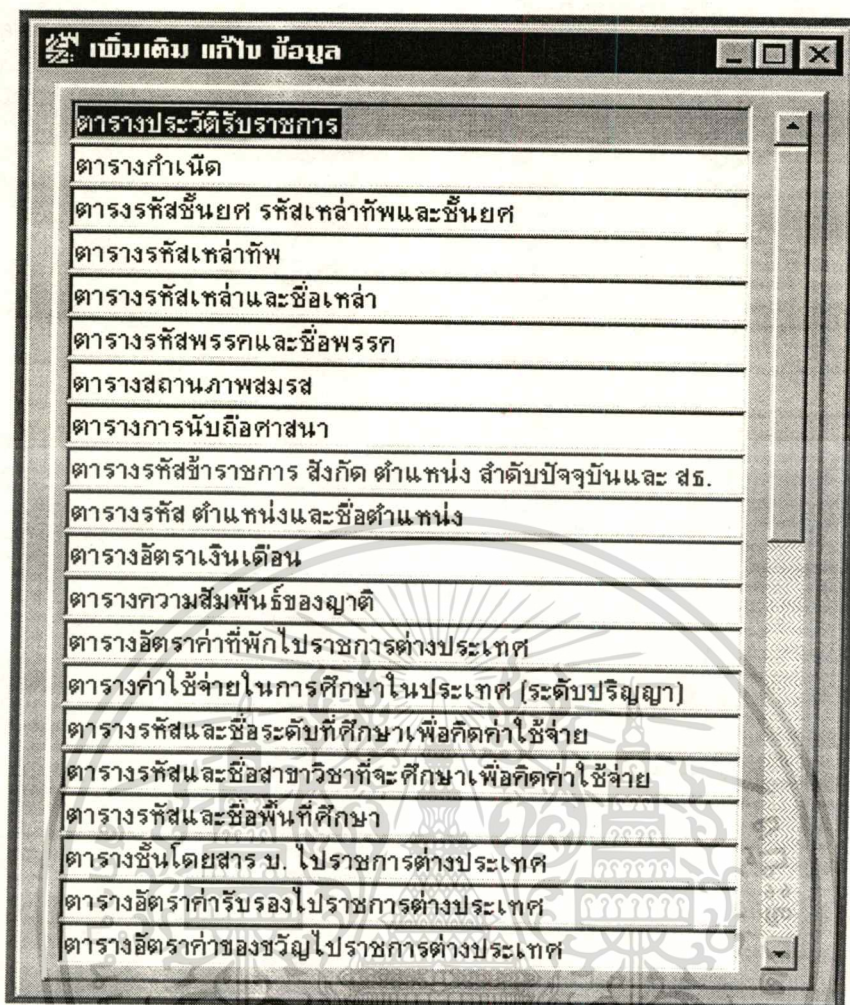 เพิ่มเติม แก้ไข ข้อมูล
ตารางประวัติรับราชการ
ตารางกำเนิด
ตารงรหัสชั้นยศ รหัสเหล่าทัพและชั้นยศ
ตารางรหัสเหล่าทัพ
ตารางรหัสเหล่าและชื่อเหล่า
ตารางรหัสพรรคและชื่อพรรค
ตารางสถานภาพสมรส
ตารางการนับถือศาสนา
ตารางรหัสข้าราชการ สังกัด ตำแหน่ง ลำดับปัจจุบันและ สธ.
ตารางรหัส ตำแหน่งและชื่อตำแหน่ง
ตารางอัตราเงินเดือน
ตารางความสัมพันธ์ของญาติ
ตารางอัตราค่าที่พักไปราชการต่างประเทศ
ตารางค่าใช้จ่ายในการศึกษาในประเทศ (ระดับปริญญา)
ตารางรหัสและชื่อระดับที่ศึกษาเพื่อคิดค่าใช้จ่าย
ตารางรหัสและชื่อสาขาวิชาที่จะศึกษาเพื่อคิดค่าใช้จ่าย
ตารางรหัสและชื่อพื้นที่ศึกษา
ตารางชั้นโดยสาร บ. ไปราชการต่างประเทศ
ตารางอัตราค่ารับรองไปราชการต่างประเทศ
ตารางอัตราค่าของขวัญไปราชการต่างประเทศ